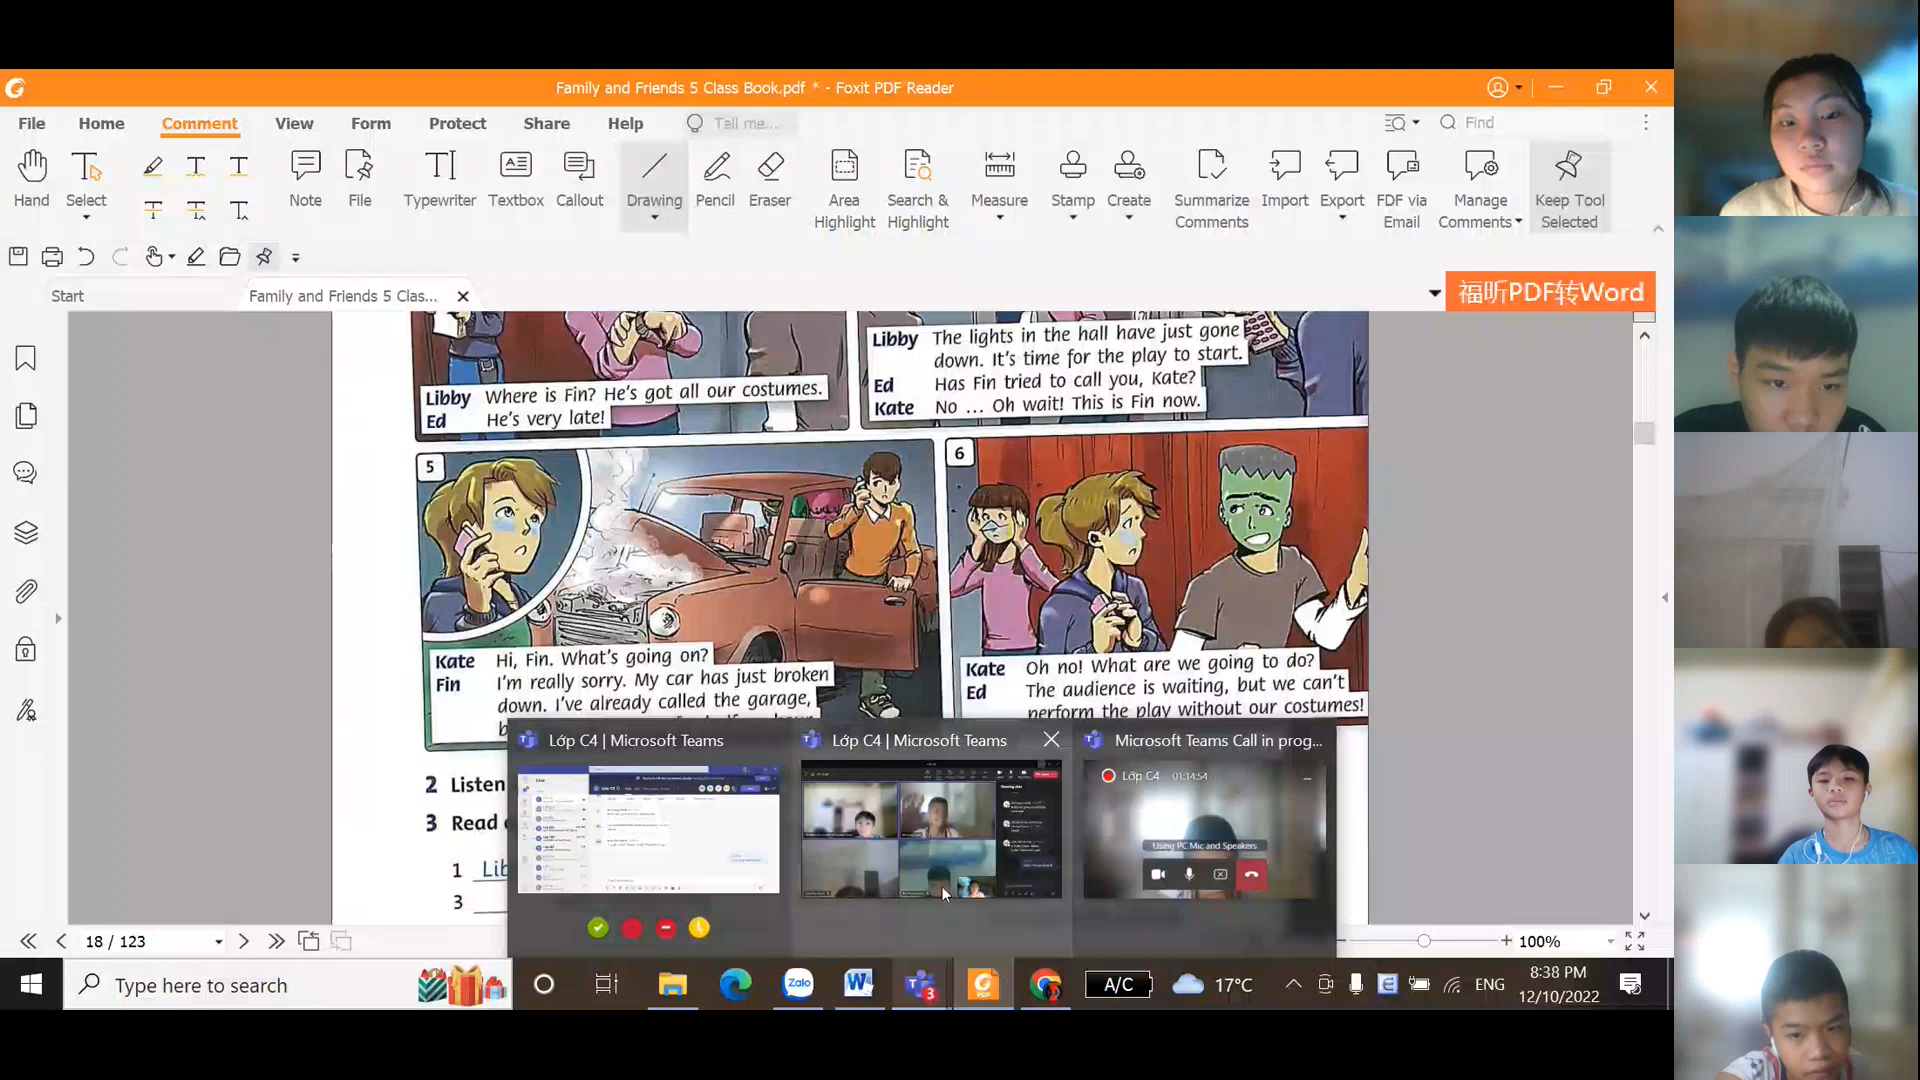 Family and Friends 5 Class Book.pdf * - Foxit PDF Reader
File Home Comment View Form Protect Share Help Tell me... Find
Hand Select Note File Typewriter Textbox Callout Drawing Pencil Eraser Area Highlight Search & Highlight Measure Stamp Create Summarize Comments Import Export FDF via Email Manage Comments Keep Tool Selected
Start Family and Friends 5 Clas...
福昕PDF转Word
Libby Where is Fin? He's got all our costumes.
Ed He's very late!
Libby The lights in the hall have just gone
down. It's time for the play to start.
Ed Has Fin tried to call you, Kate?
Kate No ... Oh wait! This is Fin now.
5
Kate Hi, Fin. What's going on?
Fin I'm really sorry. My car has just broken
down. I've already called the garage,
6
Kate Oh no! What are we going to do?
Ed The audience is waiting, but we can't
perform the play without our costumes!
2 Listen
3 Read
1 Lib
3
Lớp C4 | Microsoft Teams
Lớp C4 | Microsoft Teams
Microsoft Teams Call in prog...
Lớp C4 01:14:54
Using PC Mic and Speakers
18 / 123
100%
Type here to search
Zalo
3
PDF
A/C
17°C
ENG
8:38 PM
12/10/2022